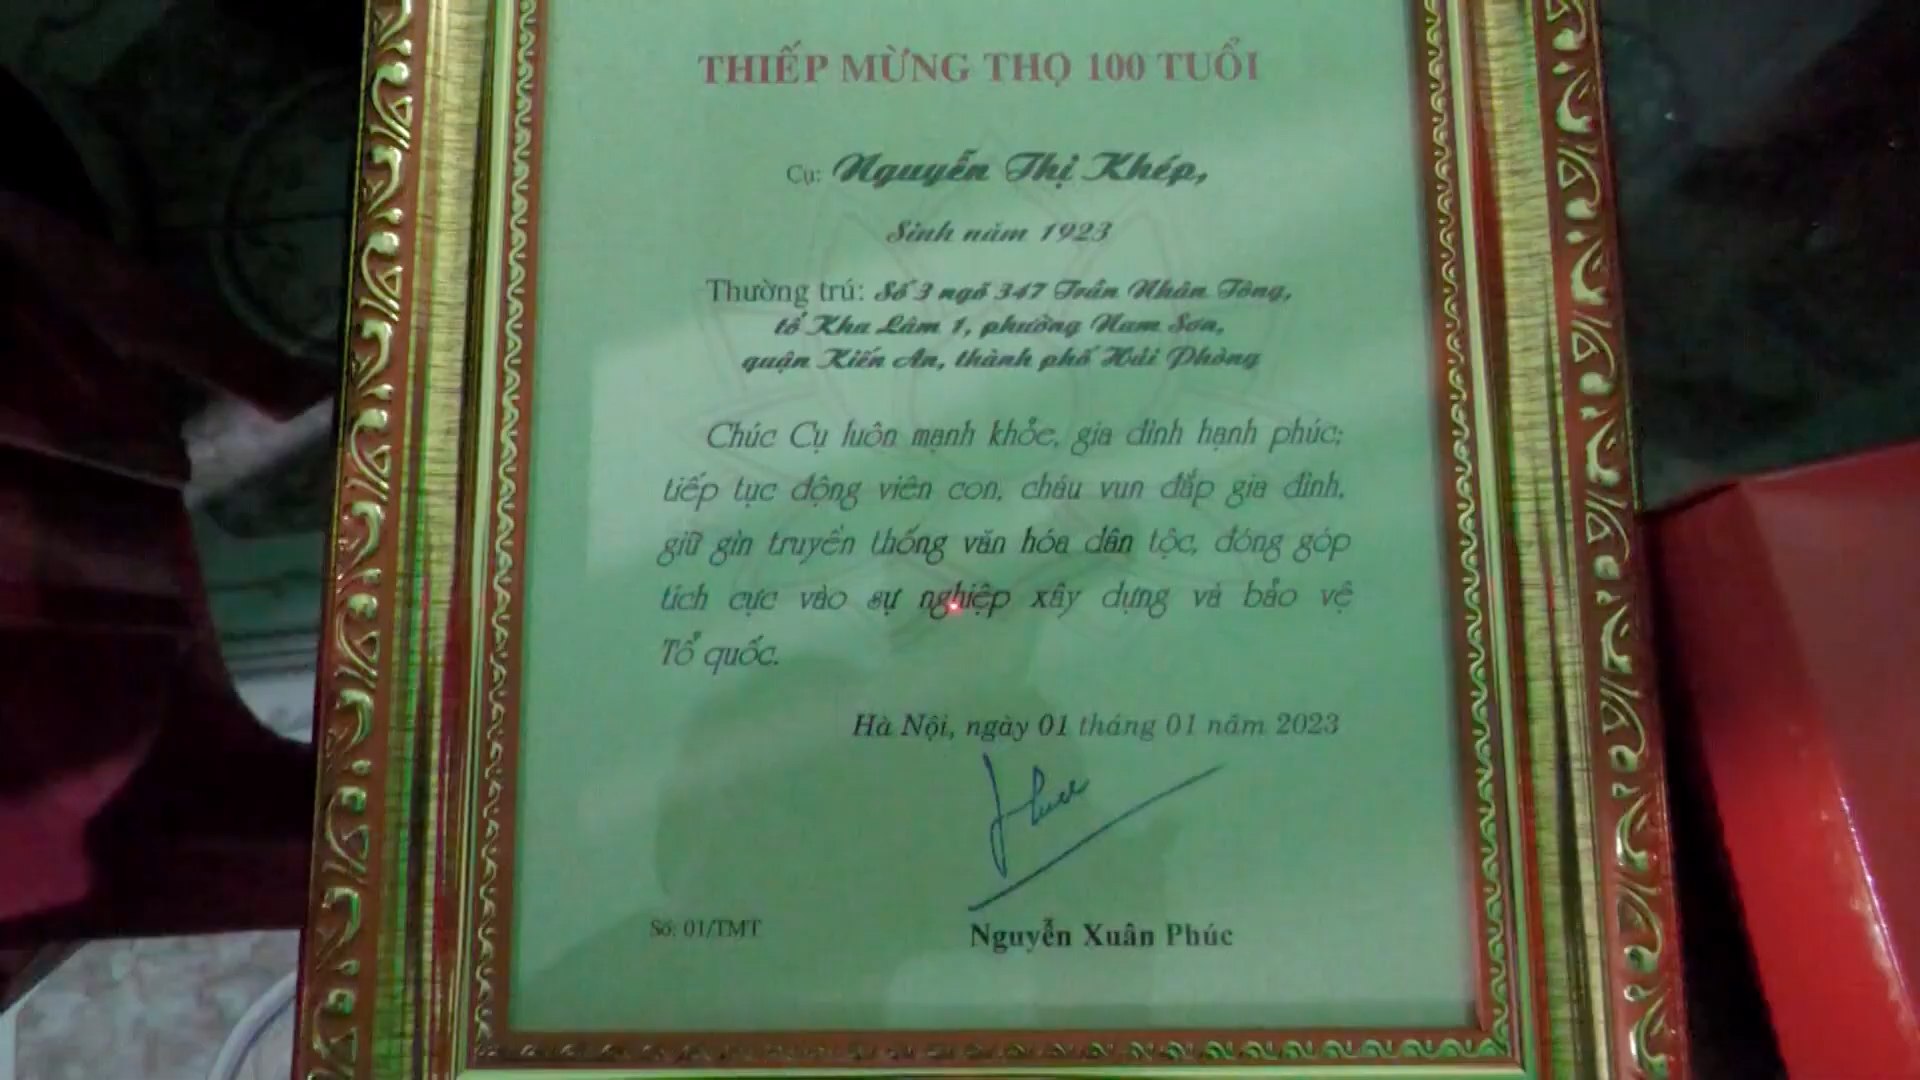 THIẾP MỪNG THỌ 100 TUỔI
Cụ: Nguyễn Thị Khép,
Sinh năm 1923
Thường trú: Số 3 ngõ 347 Trần Nhân Tông,
tổ Khu Lâm 1, phường Nam Sơn,
quận Kiến An, thành phố Hải Phòng
Chúc Cụ luôn mạnh khỏe, gia đình hạnh phúc;
tiếp tục động viên con, cháu vun đắp gia đình,
giữ gìn truyền thống văn hóa dân tộc, đóng góp
tích cực vào sự nghiệp xây dựng và bảo vệ
Tổ quốc.
Hà Nội, ngày 01 tháng 01 năm 2023
Phúc
Số: 01/TMT
Nguyễn Xuân Phúc